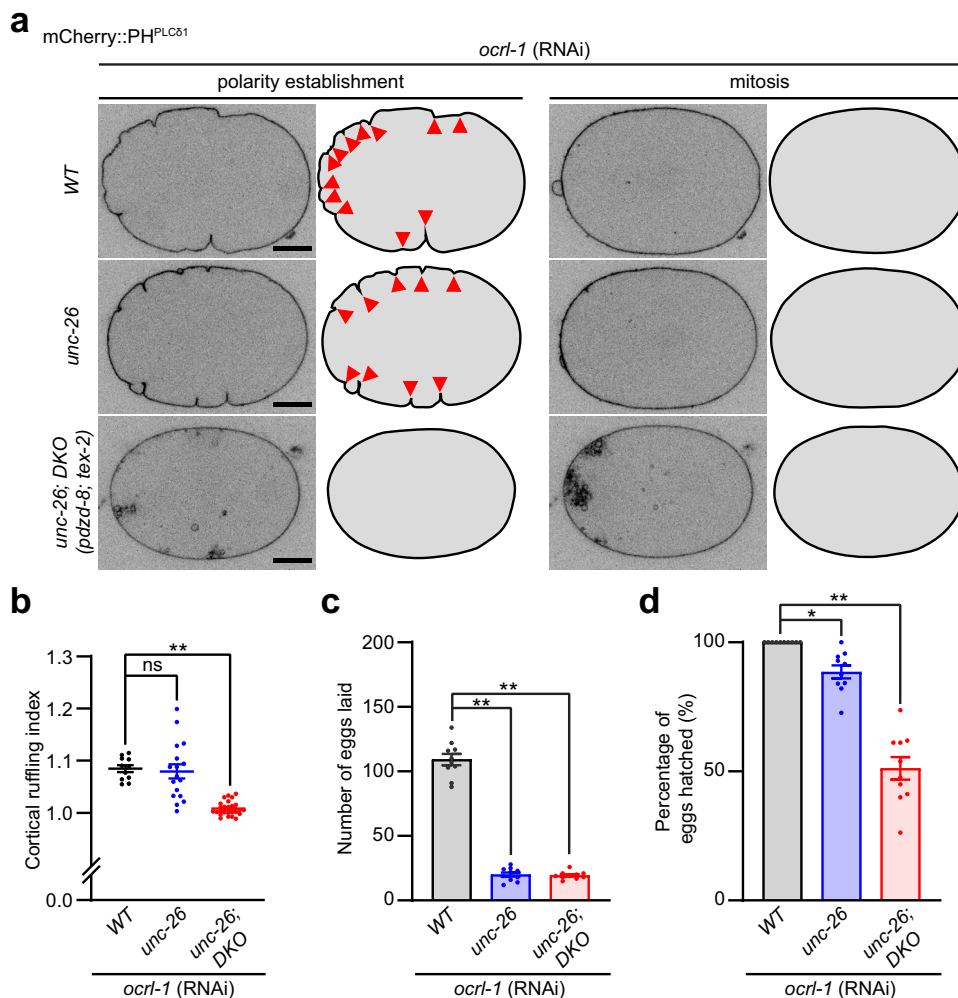 a
mCherry::PHPLCδ1
ocrl-1 (RNAi)
polarity establishment
mitosis
WT
unc-26
unc-26; DKO
(pdzd-8; tex-2)
b
Cortical ruffling index
1.3
1.2
1.1
1.0
0.0
**
ns
WT
unc-26
unc-26;
DKO
ocrl-1 (RNAi)
c
Number of eggs laid
200
150
100
50
0
**
**
WT
unc-26
unc-26;
DKO
ocrl-1 (RNAi)
d
Percentage of
eggs hatched (%)
100
50
0
**
*
WT
unc-26
unc-26;
DKO
ocrl-1 (RNAi)